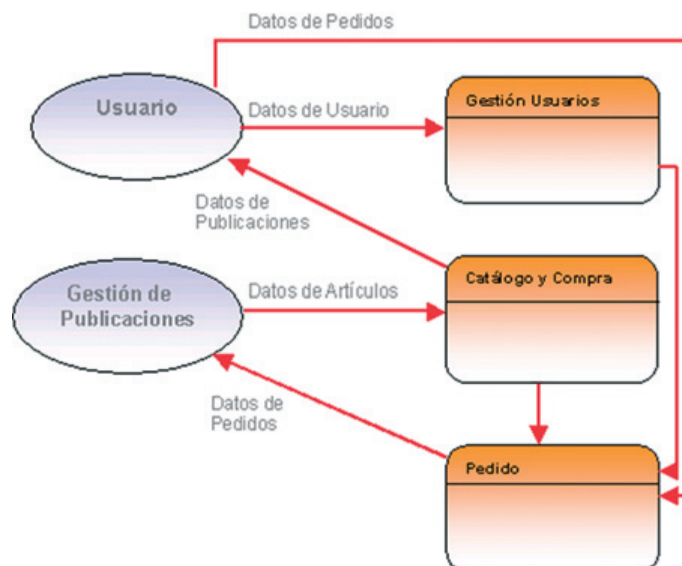 Datos de Pedidos
Usuario
Datos de Usuario
Gestión Usuarios
Datos de
Publicaciones
Gestión de
Publicaciones
Datos de Artículos
Catálogo y Compra
Datos de
Pedidos
Pedido